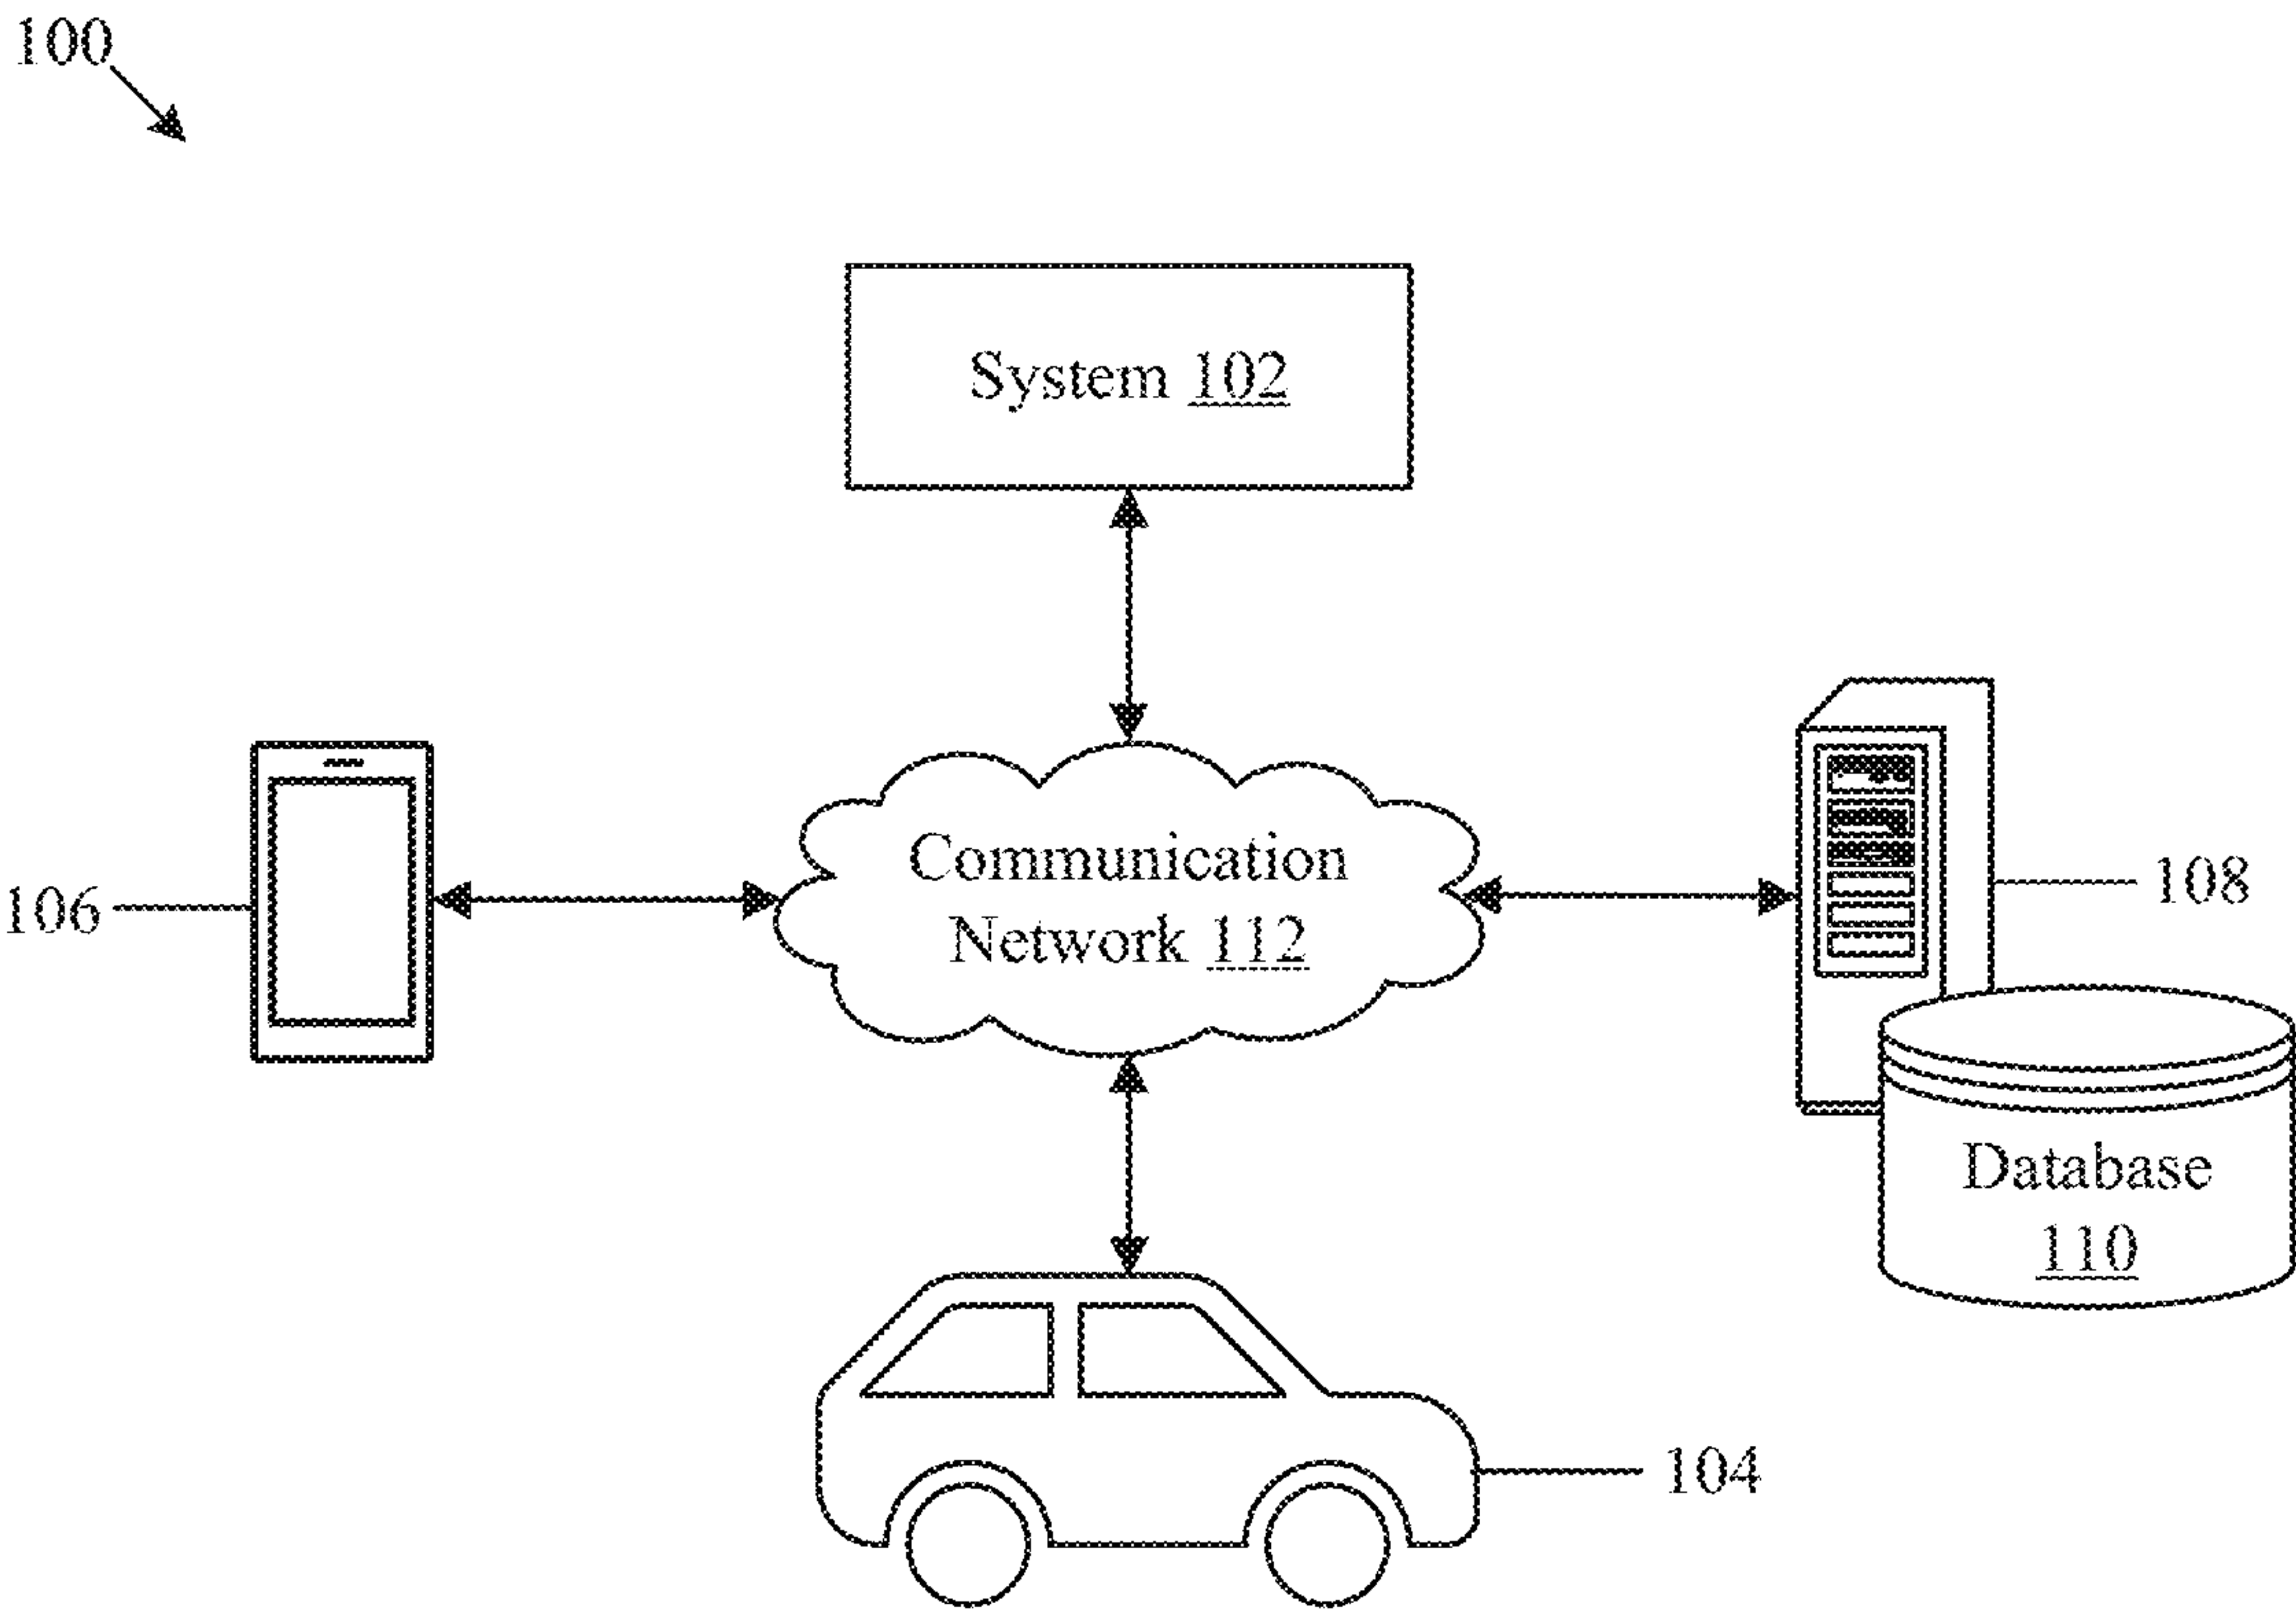 100
System 102
Communication
Network 112
106
108
Database
110
104